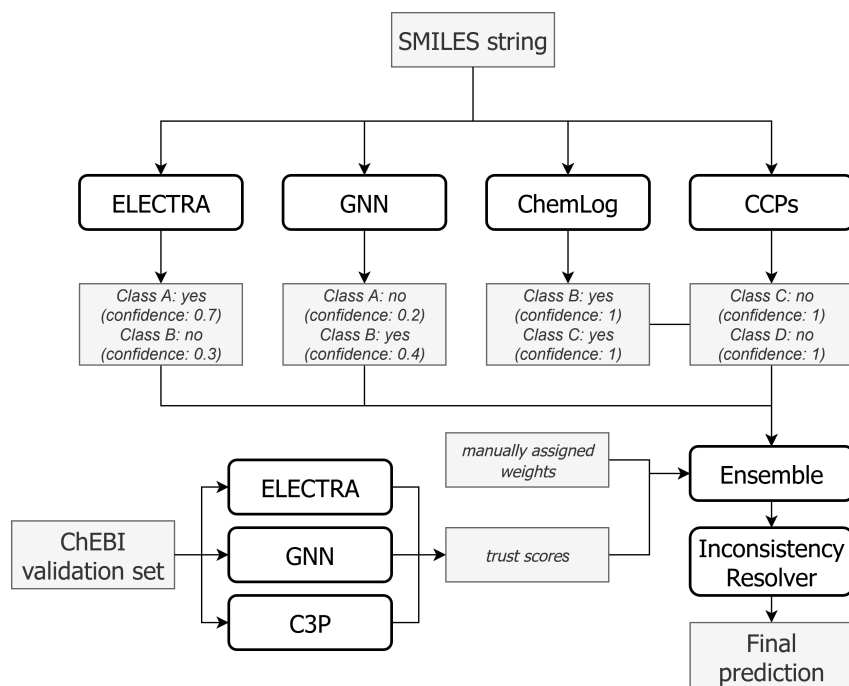 SMILES string
ELECTRA
GNN
ChemLog
CCPs
Class A: yes
(confidence: 0.7)
Class B: no
(confidence: 0.3)
Class A: no
(confidence: 0.2)
Class B: yes
(confidence: 0.4)
Class B: yes
(confidence: 1)
Class C: yes
(confidence: 1)
Class C: no
(confidence: 1)
Class D: no
(confidence: 1)
manually assigned
weights
Ensemble
ELECTRA
ChEBI
validation set
GNN
trust scores
Inconsistency
Resolver
C3P
Final
prediction